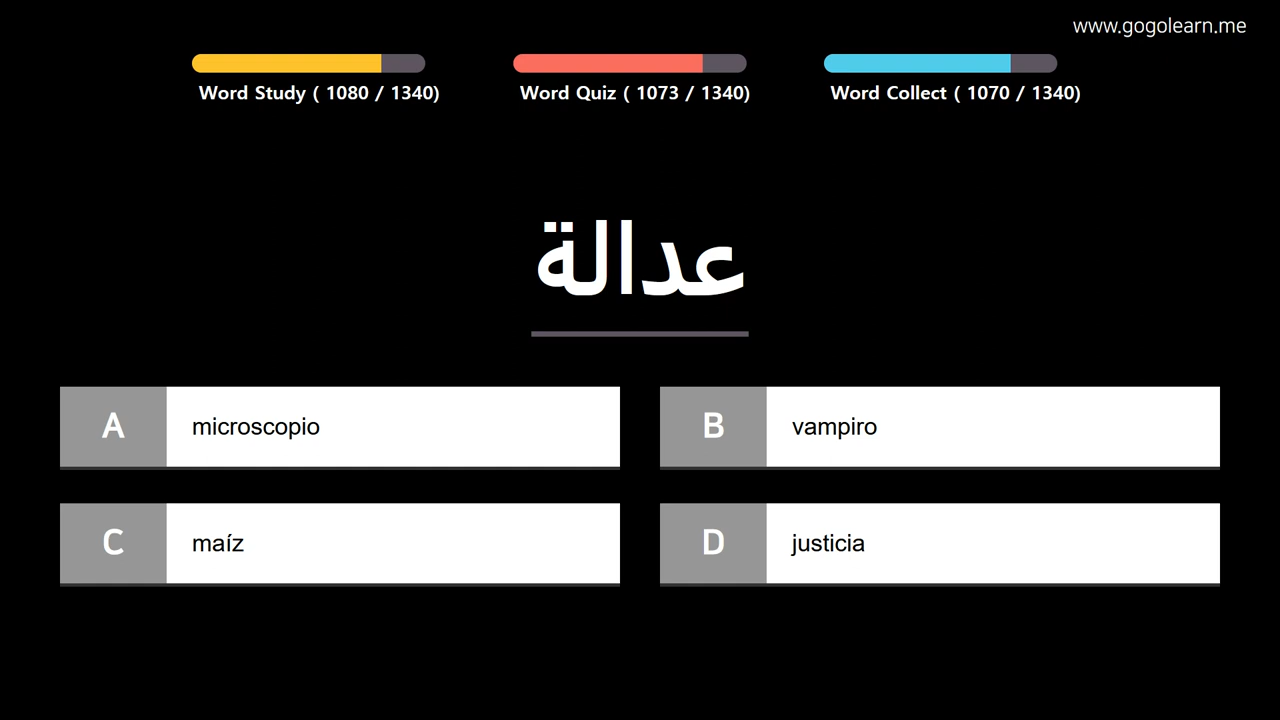 www.gogolearn.me
Word Study ( 1080 / 1340)
Word Quiz ( 1073 / 1340)
Word Collect ( 1070 / 1340)
عدالة
A microscopio
B vampiro
C maíz
D justicia